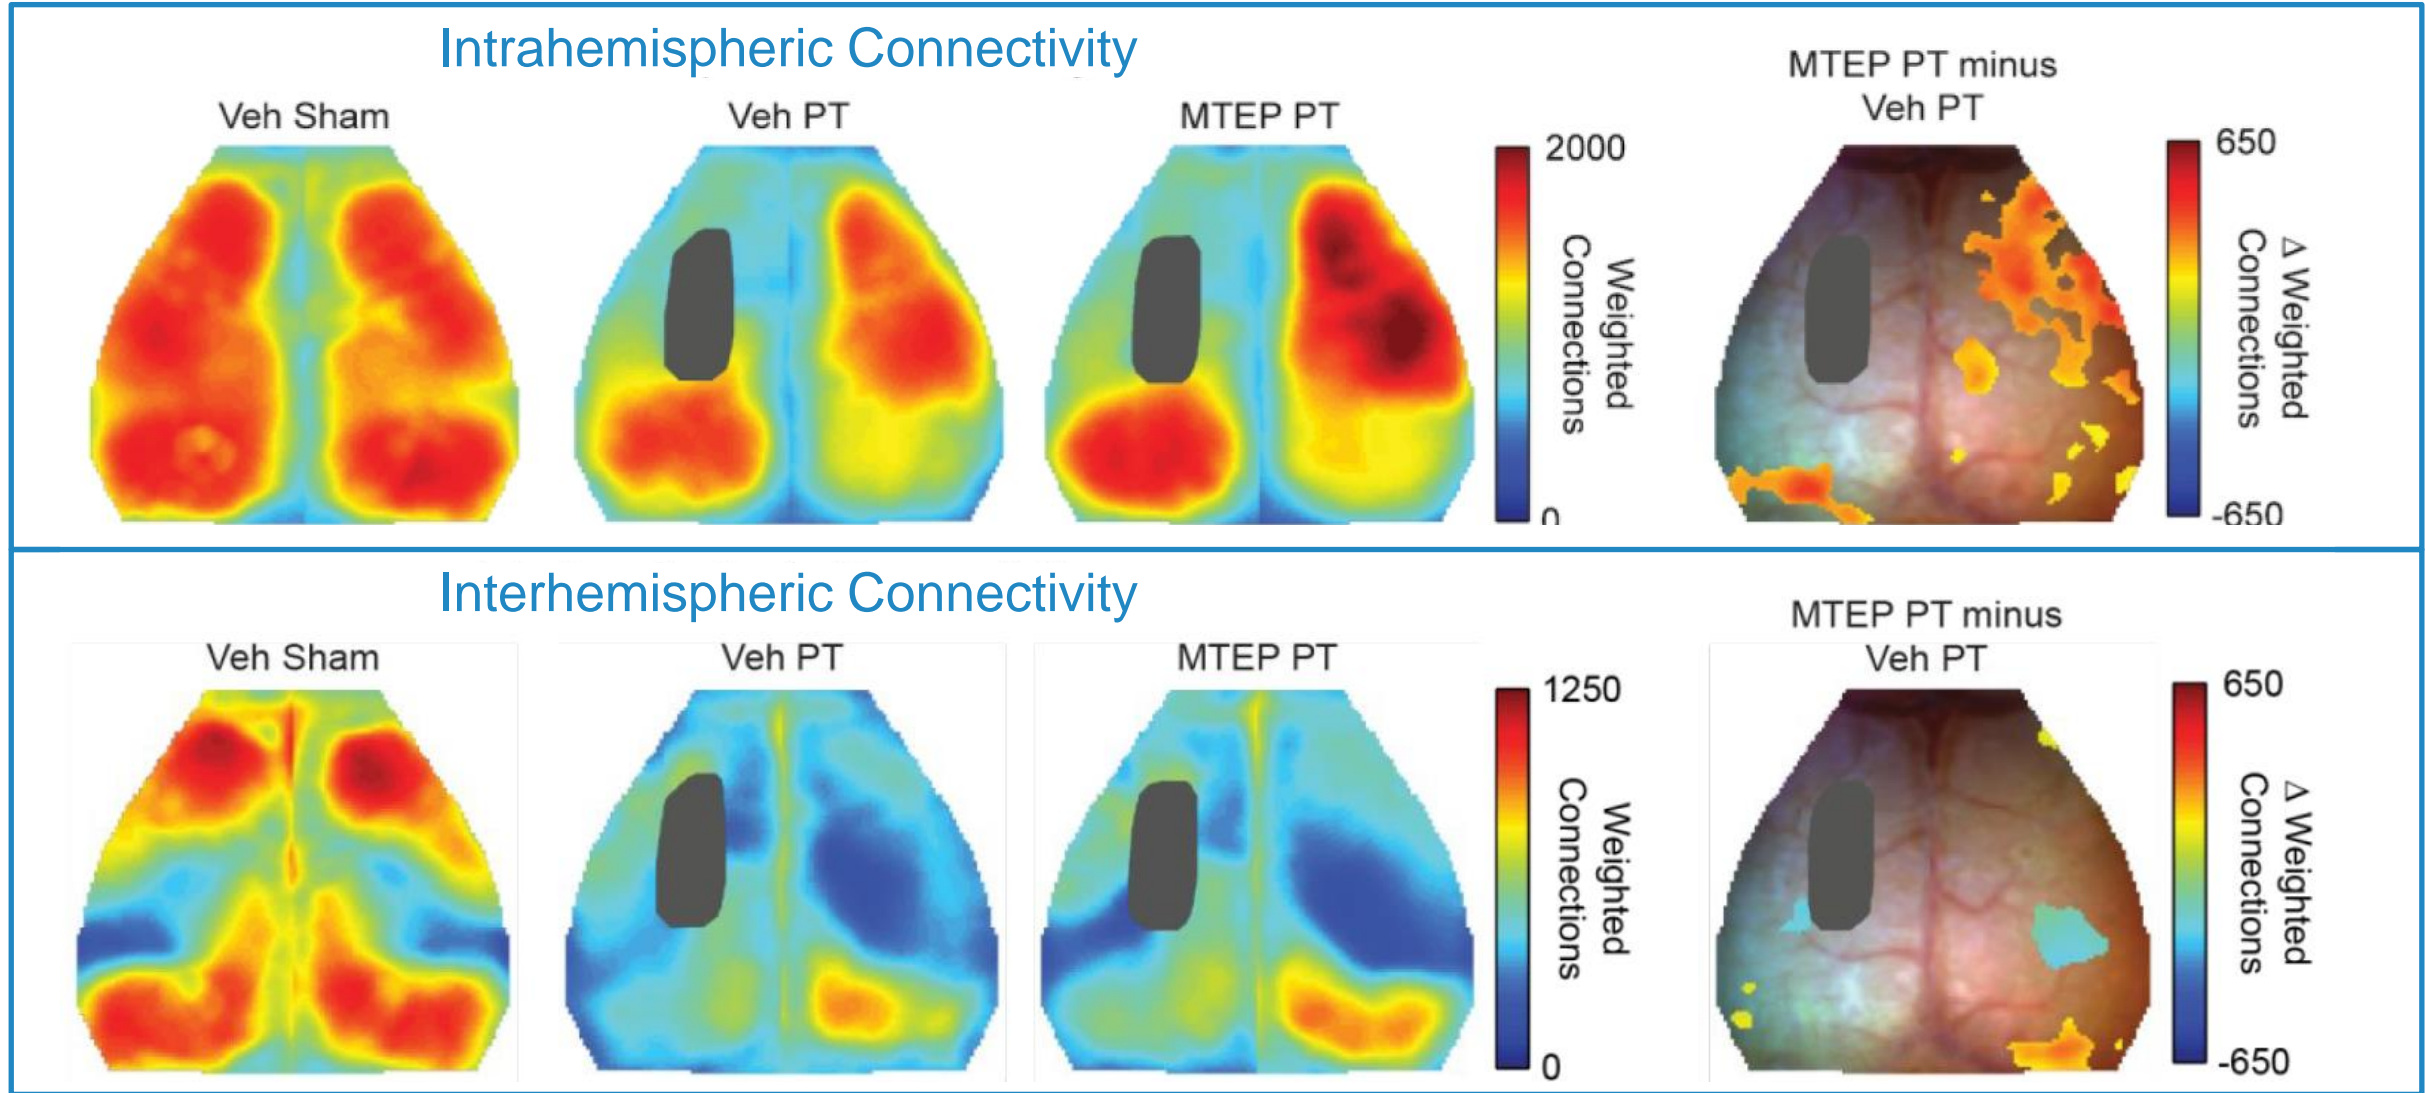 Intrahemispheric Connectivity
Veh Sham
Veh PT
MTEP PT
2000
Weighted
Connections
0
MTEP PT minus
Veh PT
650
Δ Weighted
Connections
-650
Interhemispheric Connectivity
Veh Sham
Veh PT
MTEP PT
1250
Weighted
Connections
0
MTEP PT minus
Veh PT
650
Δ Weighted
Connections
-650